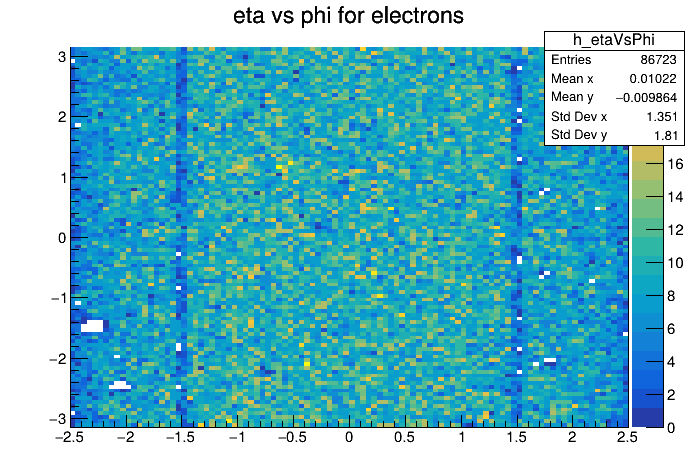 eta vs phi for electrons
h_etaVsPhi
Entries 86723
Mean x 0.01022
Mean y −0.009864
Std Dev x 1.351
Std Dev y 1.81
3
2
1
0
−1
−2
−3
−2.5 −2 −1.5 −1 −0.5 0 0.5 1 1.5 2 2.5
16
14
12
10
8
6
4
2
0